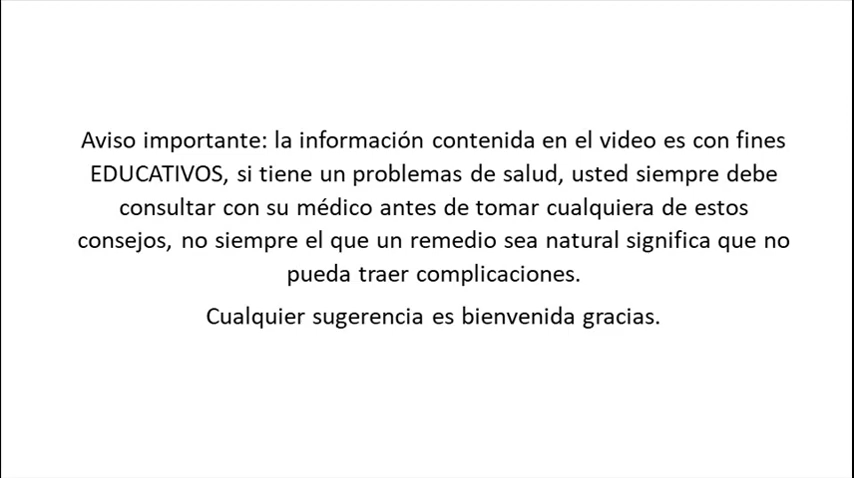 Aviso importante: la información contenida en el video es con fines
EDUCATIVOS, si tiene un problemas de salud, usted siempre debe
consultar con su médico antes de tomar cualquiera de estos
consejos, no siempre el que un remedio sea natural significa que no
pueda traer complicaciones.
Cualquier sugerencia es bienvenida gracias.